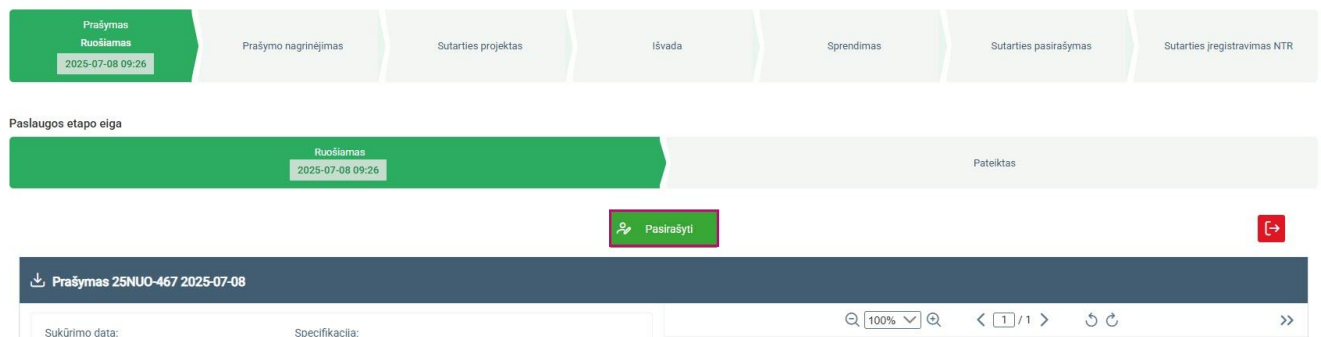 Prašymas
Ruošiamas
2025-07-08 09:26
Prašymo nagrinėjimas
Sutarties projektas
Išvada
Sprendimas
Sutarties pasirašymas
Sutarties įregistravimas NTR
Paslaugos etapo eiga
Ruošiamas
2025-07-08 09:26
Pateiktas
Pasirašyti
Prašymas 25NUO-467 2025-07-08
100%
1 / 1
Sukūrimo data:
Specifikacija: